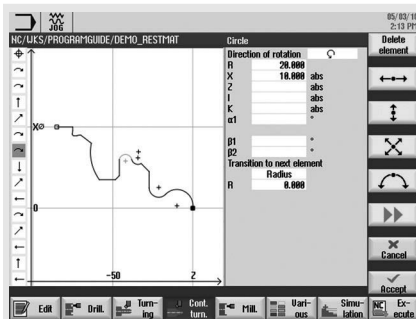 JOG
05/03/1
2:13 PM
NC/WKS/PROGRAMGUIDE/DEMO_RESTMAT
Circle
Delete
element
Direction of rotation
R 20.000
X 10.000 abs
Z abs
I abs
K abs
α1 °
β1 °
β2 °
Transition to next element
Radius
R 0.000
X∅
0
-50
Z
Cancel
Accept
Edit
Drill.
Turn-
ing
Cont.
turn.
Mill.
Vari-
ous
Simu-
lation
NC
Ex-
ecute